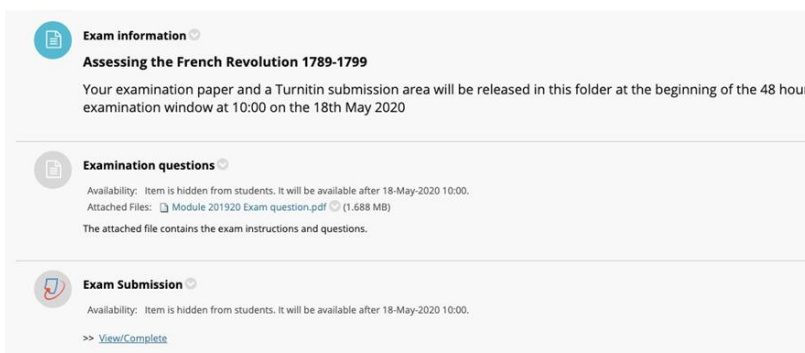 Exam information
Assessing the French Revolution 1789-1799
Your examination paper and a Turnitin submission area will be released in this folder at the beginning of the 48 hour
examination window at 10:00 on the 18th May 2020
Examination questions
Availability: Item is hidden from students. It will be available after 18-May-2020 10:00.
Attached Files: Module 201920 Exam question.pdf (1.688 MB)
The attached file contains the exam instructions and questions.
Exam Submission
Availability: Item is hidden from students. It will be available after 18-May-2020 10:00.
>> View/Complete